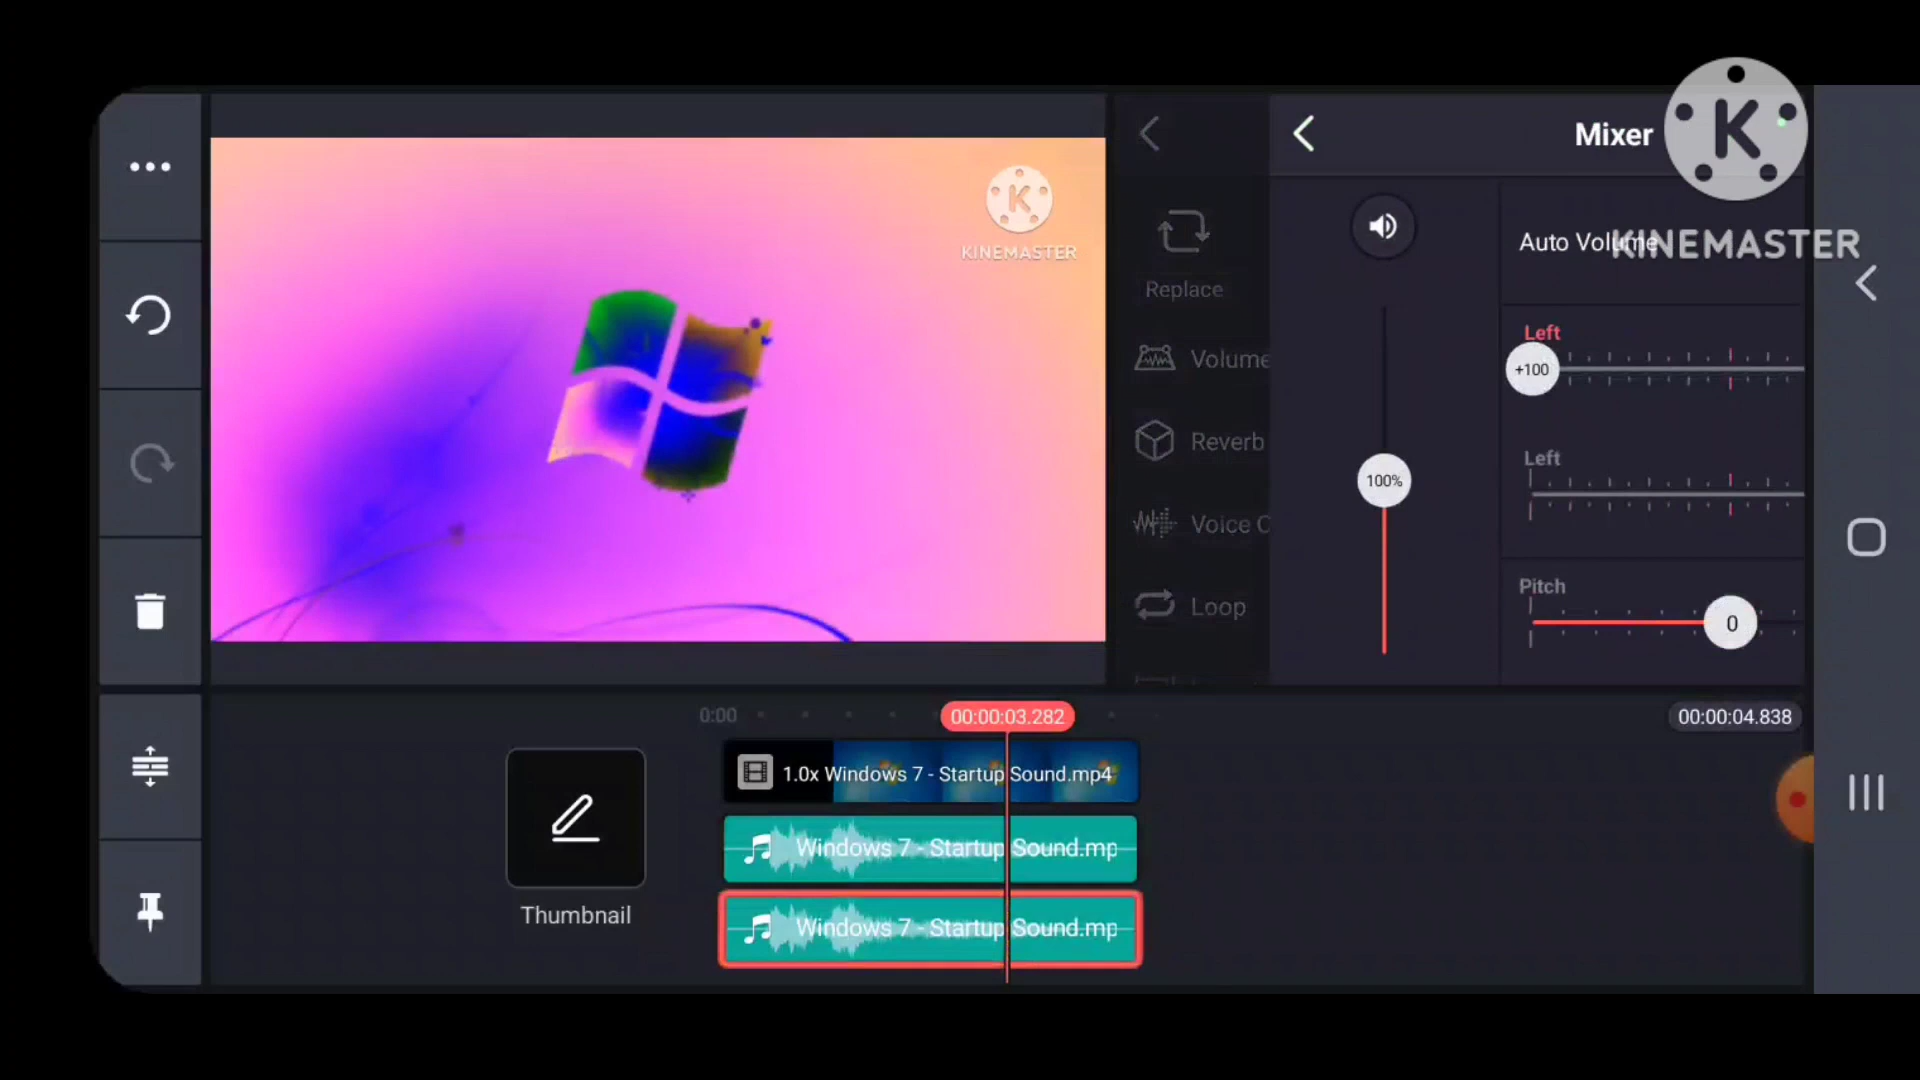 Mixer
K
KINEMASTER
K
KINEMASTER
Auto Volume
Replace
Left
+100
Volume
Left
Reverb
100%
Voice C
Pitch
0
Loop
0:00
00:00:03.282
00:00:04.838
1.0x Windows 7 - Startup Sound.mp4
Windows 7 - Startup Sound.mp
Windows 7 - Startup Sound.mp
Thumbnail